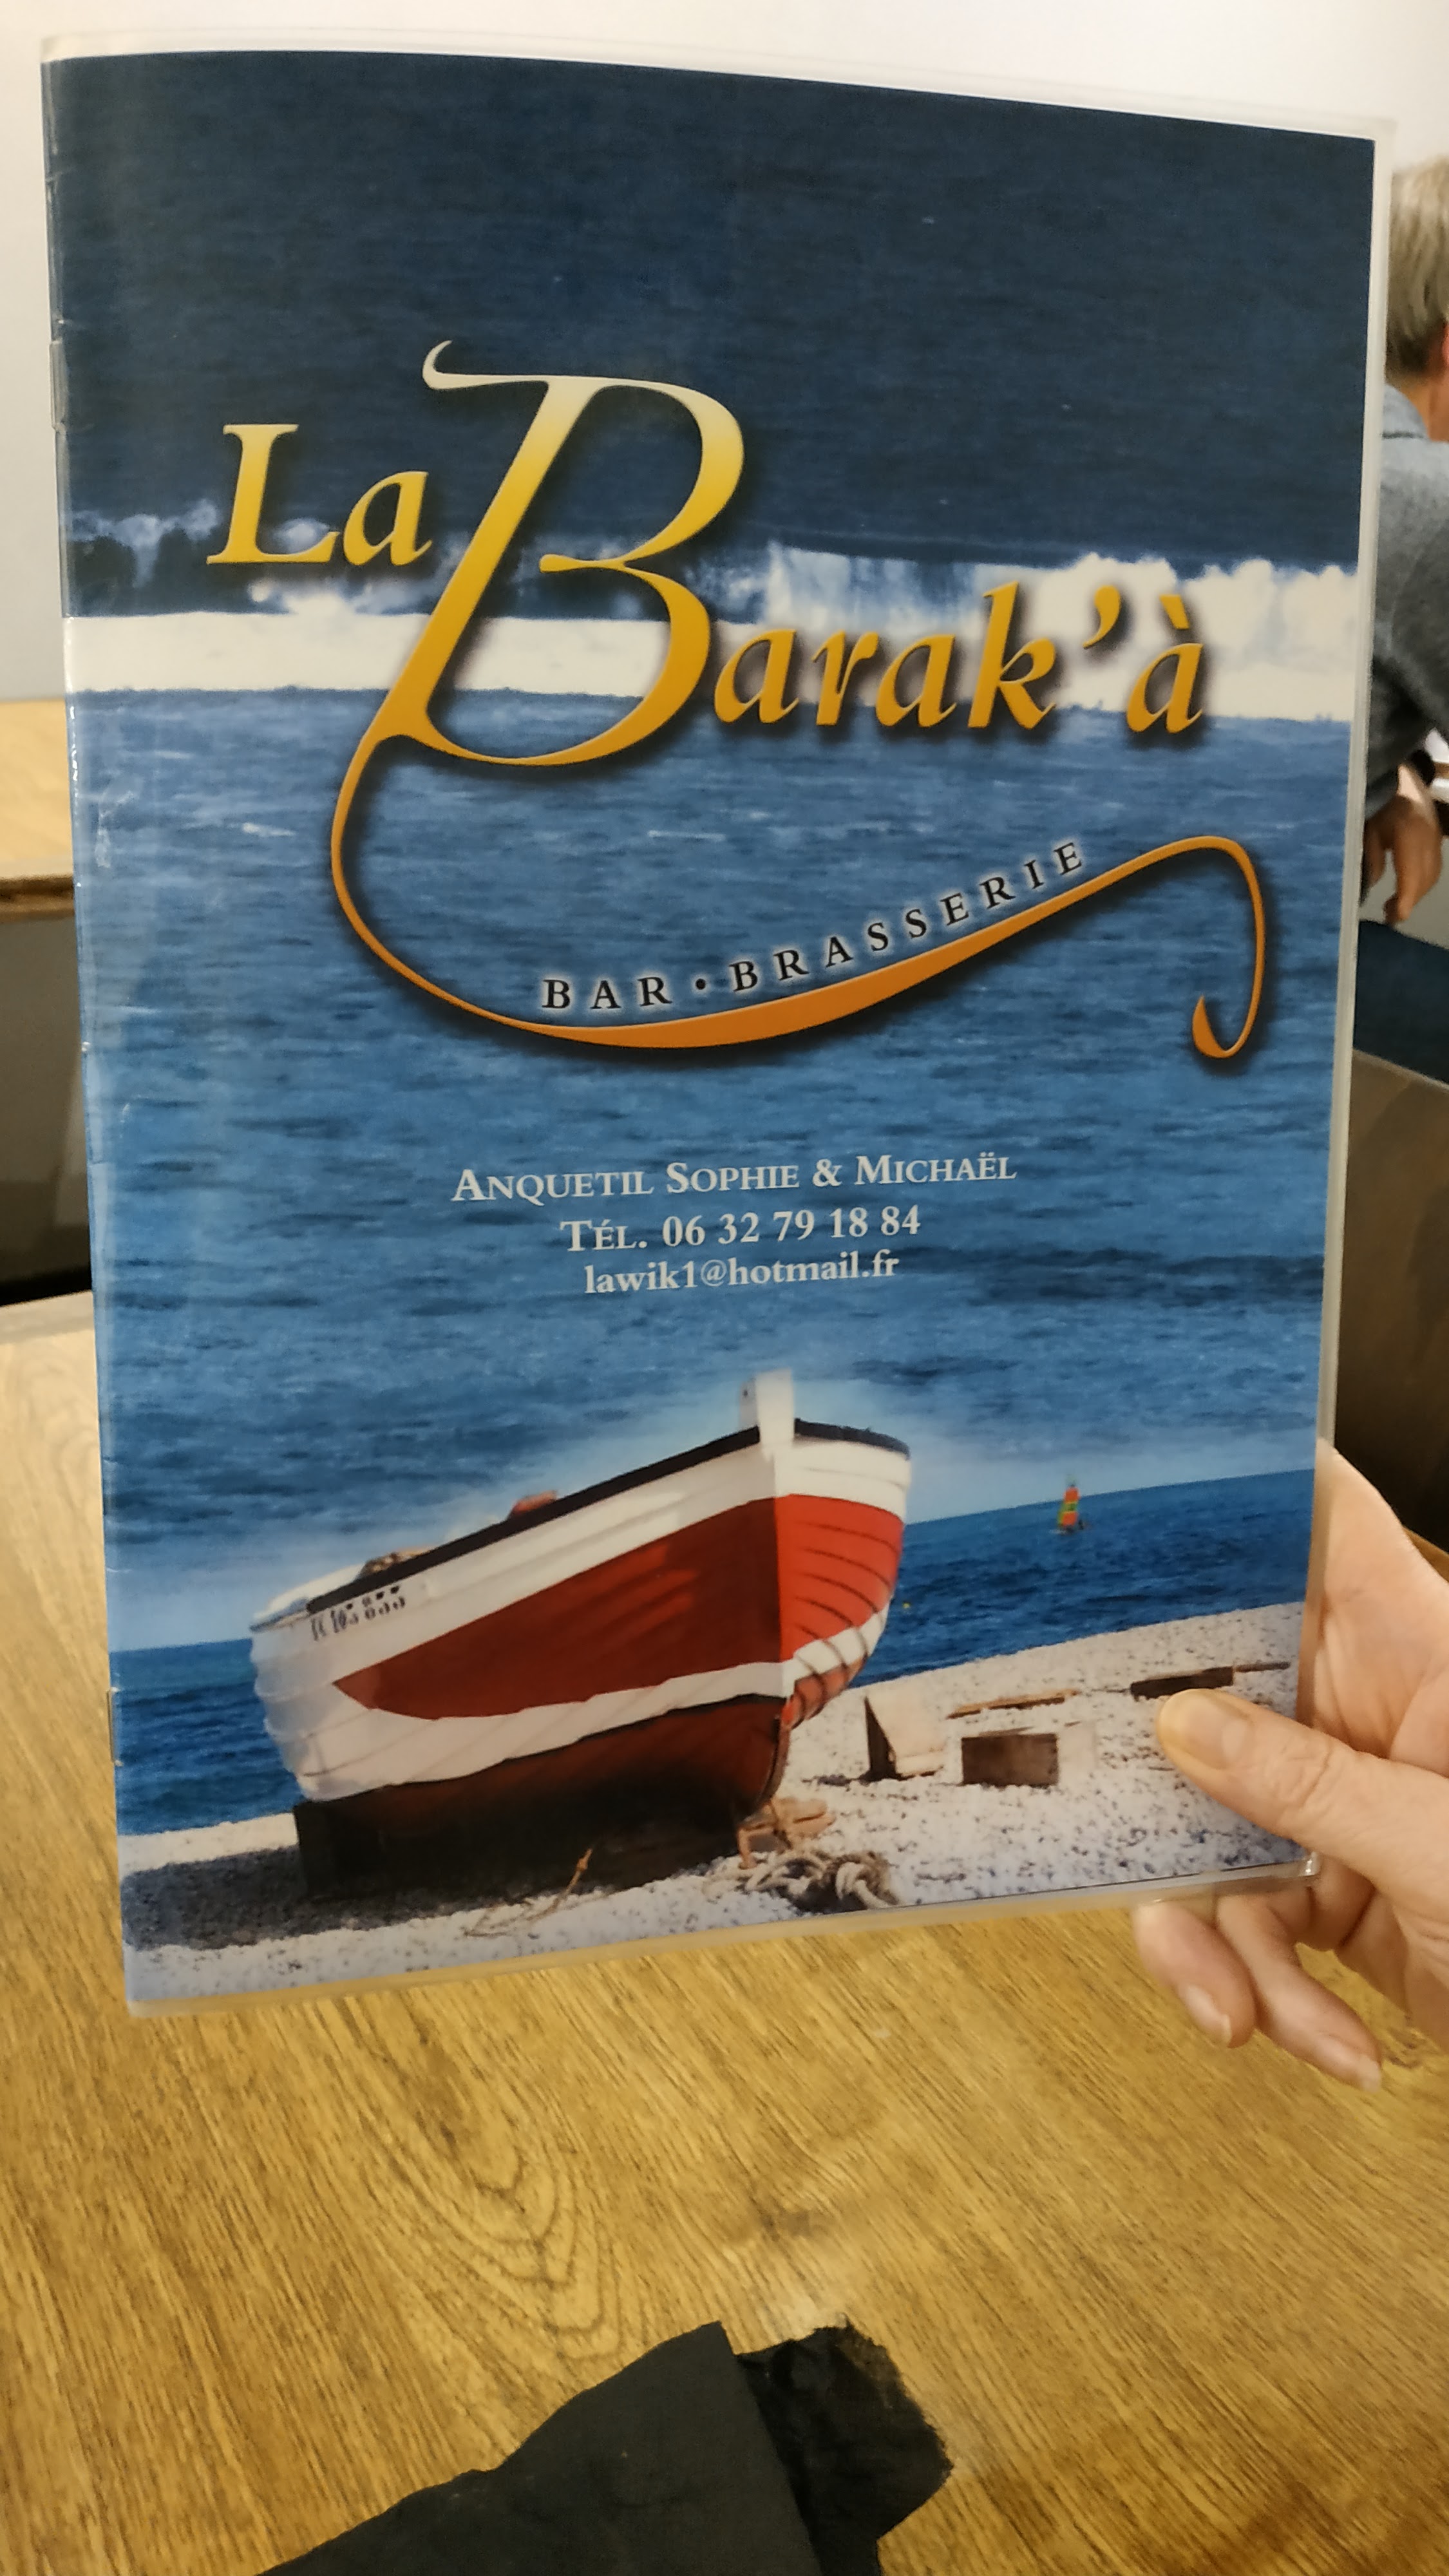 La Barak'à
BAR • BRASSERIE
ANQUETIL SOPHIE & MICHAËL
TÉL. 06 32 79 18 84
lawik1@hotmail.fr